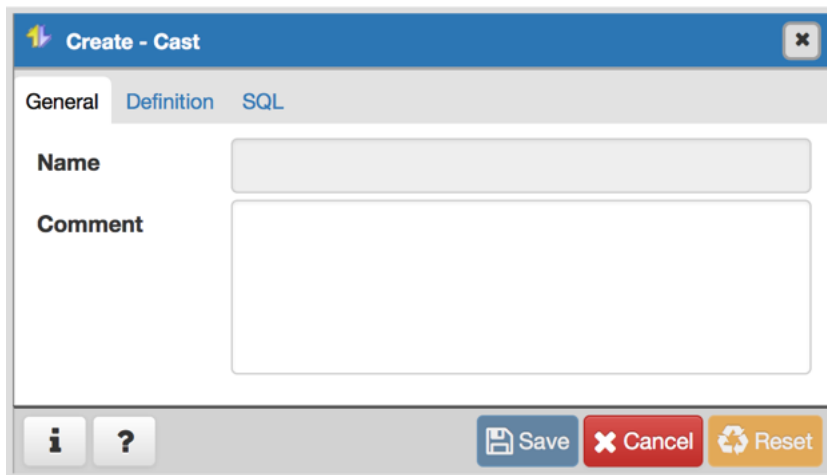 Create - Cast
General Definition SQL
Name
Comment
i ? Save Cancel Reset